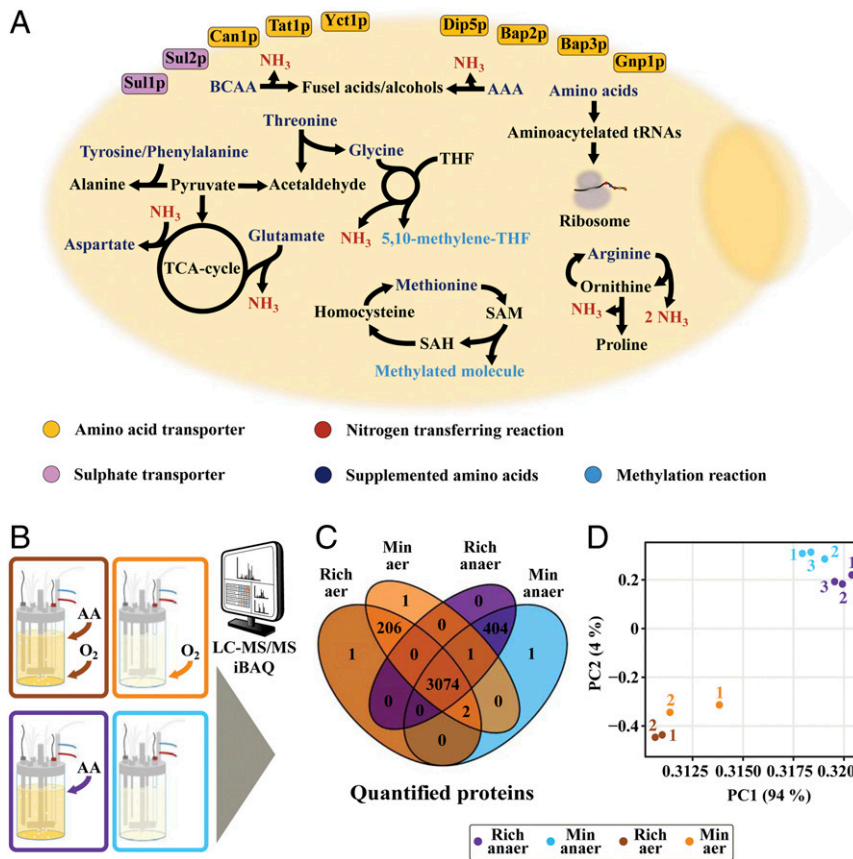 A
Sul1p
Sul2p
Can1p
Tat1p
Yct1p
Dip5p
Bap2p
Bap3p
Gnp1p
NH3
NH3
BCAA
Fusel acids/alcohols
AAA
Amino acids
Threonine
Aminoacytelated tRNAs
Tyrosine/Phenylalanine
Glycine
THF
Alanine
Pyruvate
Acetaldehyde
Ribosome
NH3
Aspartate
Glutamate
NH3
5,10-methylene-THF
TCA-cycle
NH3
Arginine
Ornithine
NH3
2 NH3
Proline
Methionine
Homocysteine
SAM
SAH
Methylated molecule
Amino acid transporter
Nitrogen transferring reaction
Sulphate transporter
Supplemented amino acids
Methylation reaction
B
AA
O2
O2
AA
LC-MS/MS
iBAQ
C
Rich
aer
Min
aer
Rich
anaer
Min
anaer
1
1
0
1
206
0
404
0
1
3074
0
0
0
2
0
Quantified proteins
D
PC2 (4 %)
0.2
0
−0.2
−0.4
1
3
2
1
3
2
2
1
2
1
0.3125
0.3150
0.3175
0.320
PC1 (94 %)
Rich
anaer
Min
anaer
Rich
aer
Min
aer